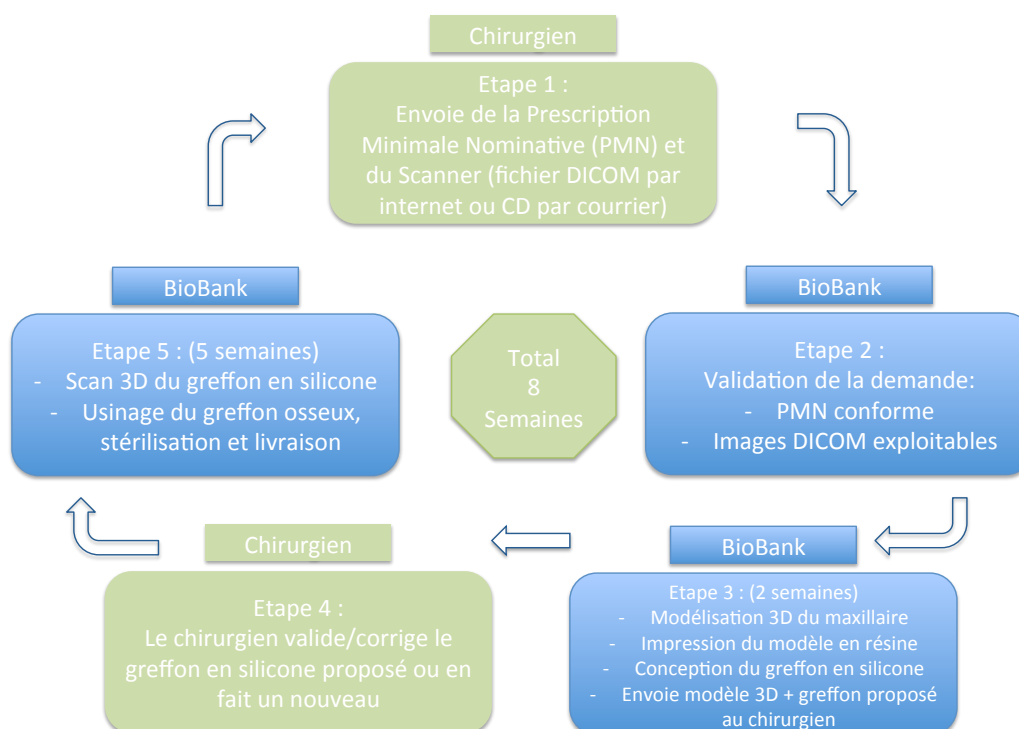 Chirurgien
Etape 1 :
Envoie de la Prescription
Minimale Nominative (PMN) et
du Scanner (fichier DICOM par
internet ou CD par courrier)
BioBank
Etape 2 :
Validation de la demande:
- PMN conforme
- Images DICOM exploitables
BioBank
Etape 3 : (2 semaines)
- Modélisation 3D du maxillaire
- Impression du modèle en résine
- Conception du greffon en silicone
- Envoie modèle 3D + greffon proposé
au chirurgien
Chirurgien
Etape 4 :
Le chirurgien valide/corrige le
greffon en silicone proposé ou en
fait un nouveau
BioBank
Etape 5 : (5 semaines)
- Scan 3D du greffon en silicone
- Usinage du greffon osseux,
stérilisation et livraison
Total
8
Semaines